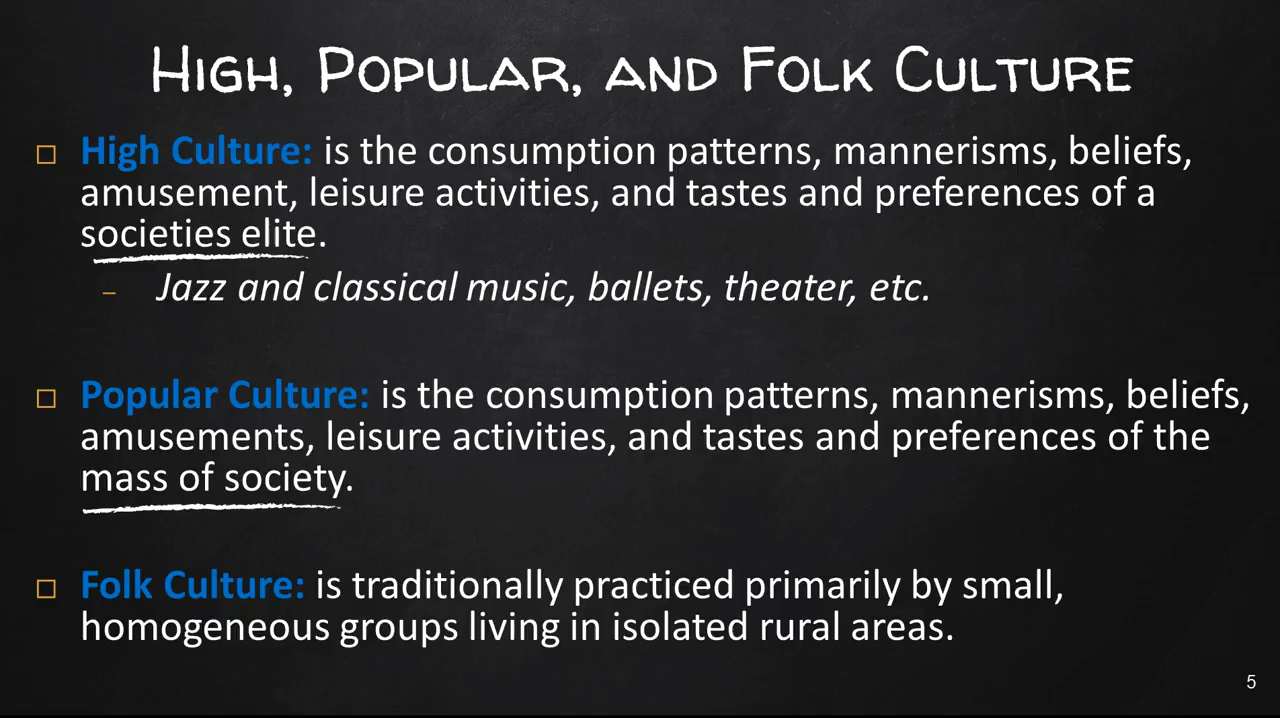 High, Popular, and Folk Culture
High Culture: is the consumption patterns, mannerisms, beliefs,
amusement, leisure activities, and tastes and preferences of a
societies elite.
– Jazz and classical music, ballets, theater, etc.
Popular Culture: is the consumption patterns, mannerisms, beliefs,
amusements, leisure activities, and tastes and preferences of the
mass of society.
Folk Culture: is traditionally practiced primarily by small,
homogeneous groups living in isolated rural areas.
5